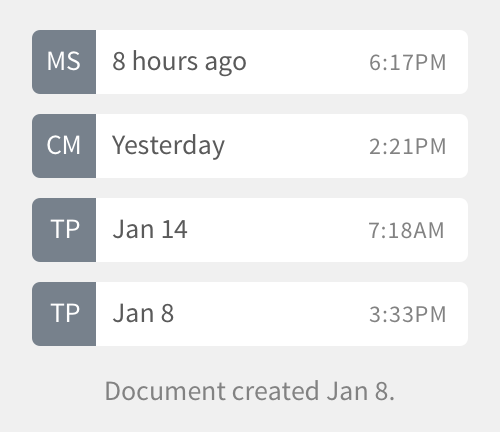 MS 8 hours ago 6:17PM
CM Yesterday 2:21PM
TP Jan 14 7:18AM
TP Jan 8 3:33PM
Document created Jan 8.